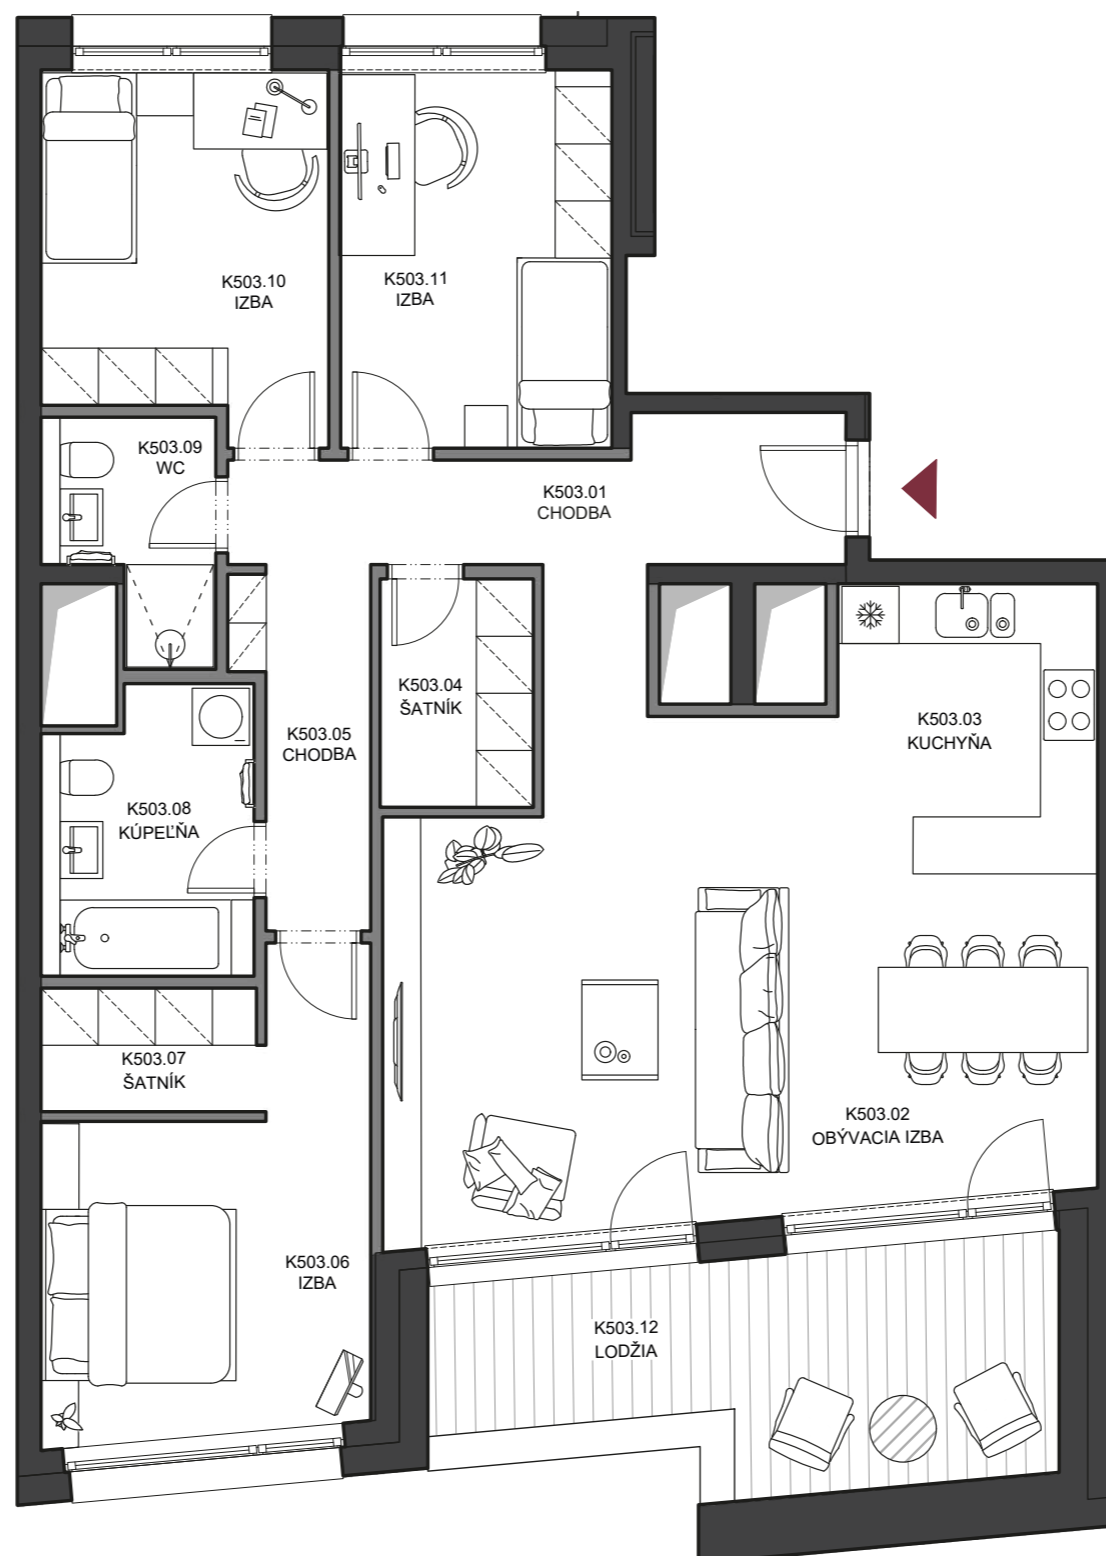 K503.10
IZBA
K503.11
IZBA
K503.09
WC
K503.01
CHODBA
K503.04
ŠATNÍK
K503.05
CHODBA
K503.03
KUCHYŇA
K503.08
KÚPEĽŇA
K503.07
ŠATNÍK
K503.02
OBÝVACIA IZBA
K503.06
IZBA
K503.12
LODŽIA